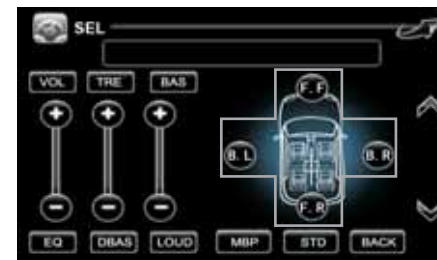 SEL
VOL TRE BAS
F. F
+ + +
B. L B. R
- - -
F. R
EQ DBAS LOUD MBP STD BACK